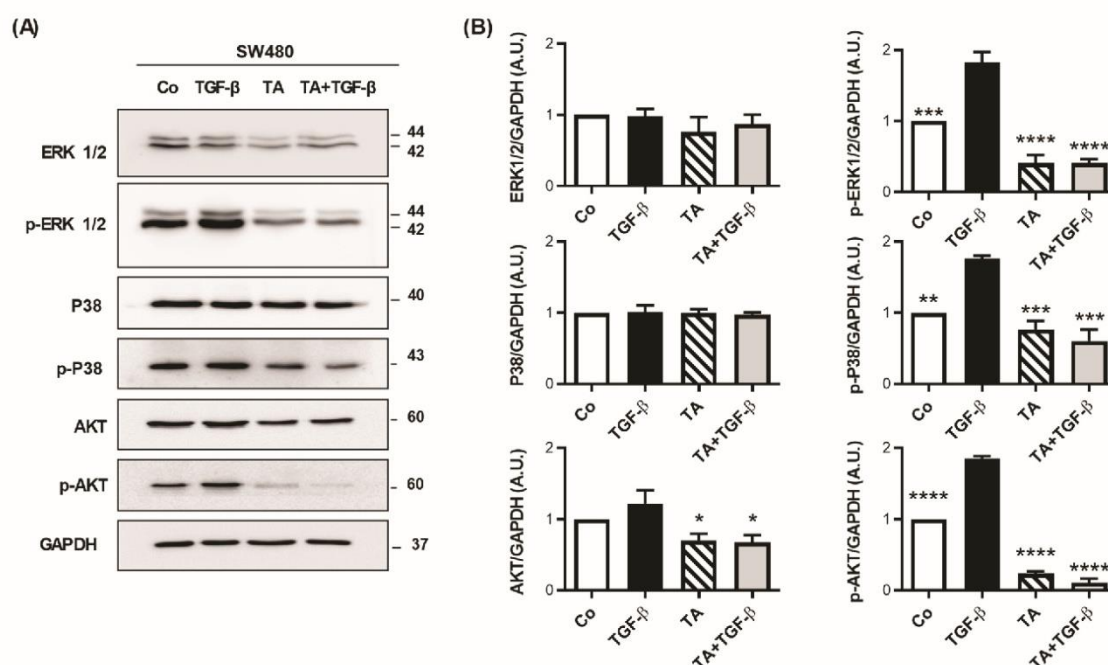 (A)
SW480
Co TGF-β TA TA+TGF-β
ERK 1/2
44
42
p-ERK 1/2
44
42
P38
40
p-P38
43
AKT
60
p-AKT
60
GAPDH
37
(B)
ERK1/2/GAPDH (A.U.)
2
1
0
Co TGF-β TA TA+TGF-β
p-ERK1/2/GAPDH (A.U.)
2
1
0
*** **** ****
Co TGF-β TA TA+TGF-β
P38/GAPDH (A.U.)
2
1
0
Co TGF-β TA TA+TGF-β
p-P38/GAPDH (A.U.)
2
1
0
** *** ***
Co TGF-β TA TA+TGF-β
AKT/GAPDH (A.U.)
2
1
0
* *
Co TGF-β TA TA+TGF-β
p-AKT/GAPDH (A.U.)
2
1
0
**** **** ****
Co TGF-β TA TA+TGF-β